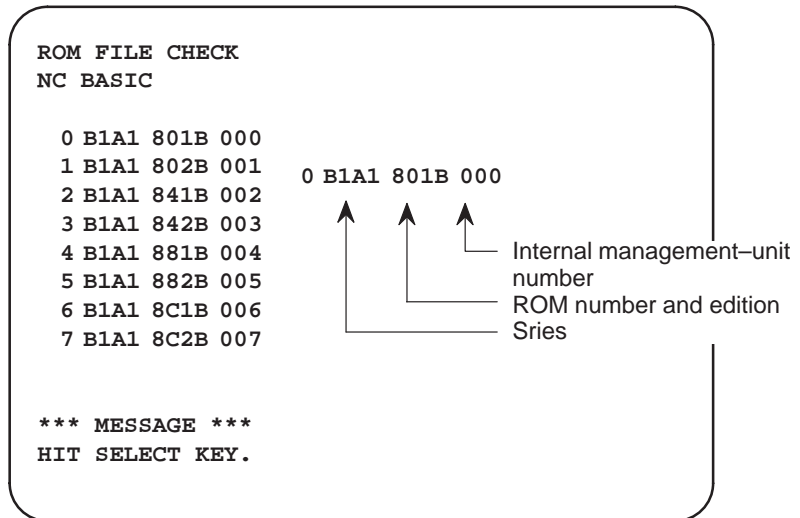 ROM FILE CHECK
NC BASIC
0 B1A1 801B 000
1 B1A1 802B 001
2 B1A1 841B 002
3 B1A1 842B 003
4 B1A1 881B 004
5 B1A1 882B 005
6 B1A1 8C1B 006
7 B1A1 8C2B 007
0 B1A1 801B 000
Internal management–unit
number
ROM number and edition
Sries
*** MESSAGE ***
HIT SELECT KEY.